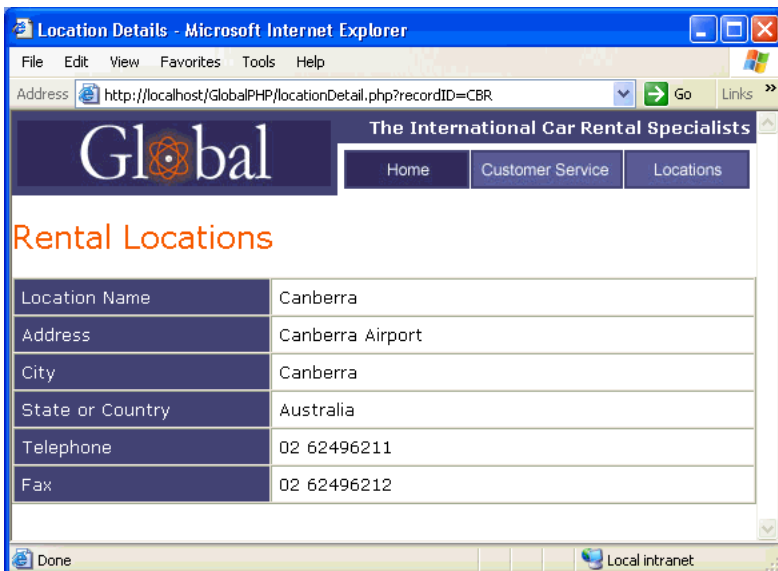 Location Details - Microsoft Internet Explorer
File Edit View Favorites Tools Help
Address http://localhost/GlobalPHP/locationDetail.php?recordID=CBR Go Links »
Global
The International Car Rental Specialists
Home Customer Service Locations
Rental Locations
Location Name Canberra
Address Canberra Airport
City Canberra
State or Country Australia
Telephone 02 62496211
Fax 02 62496212
Done Local intranet